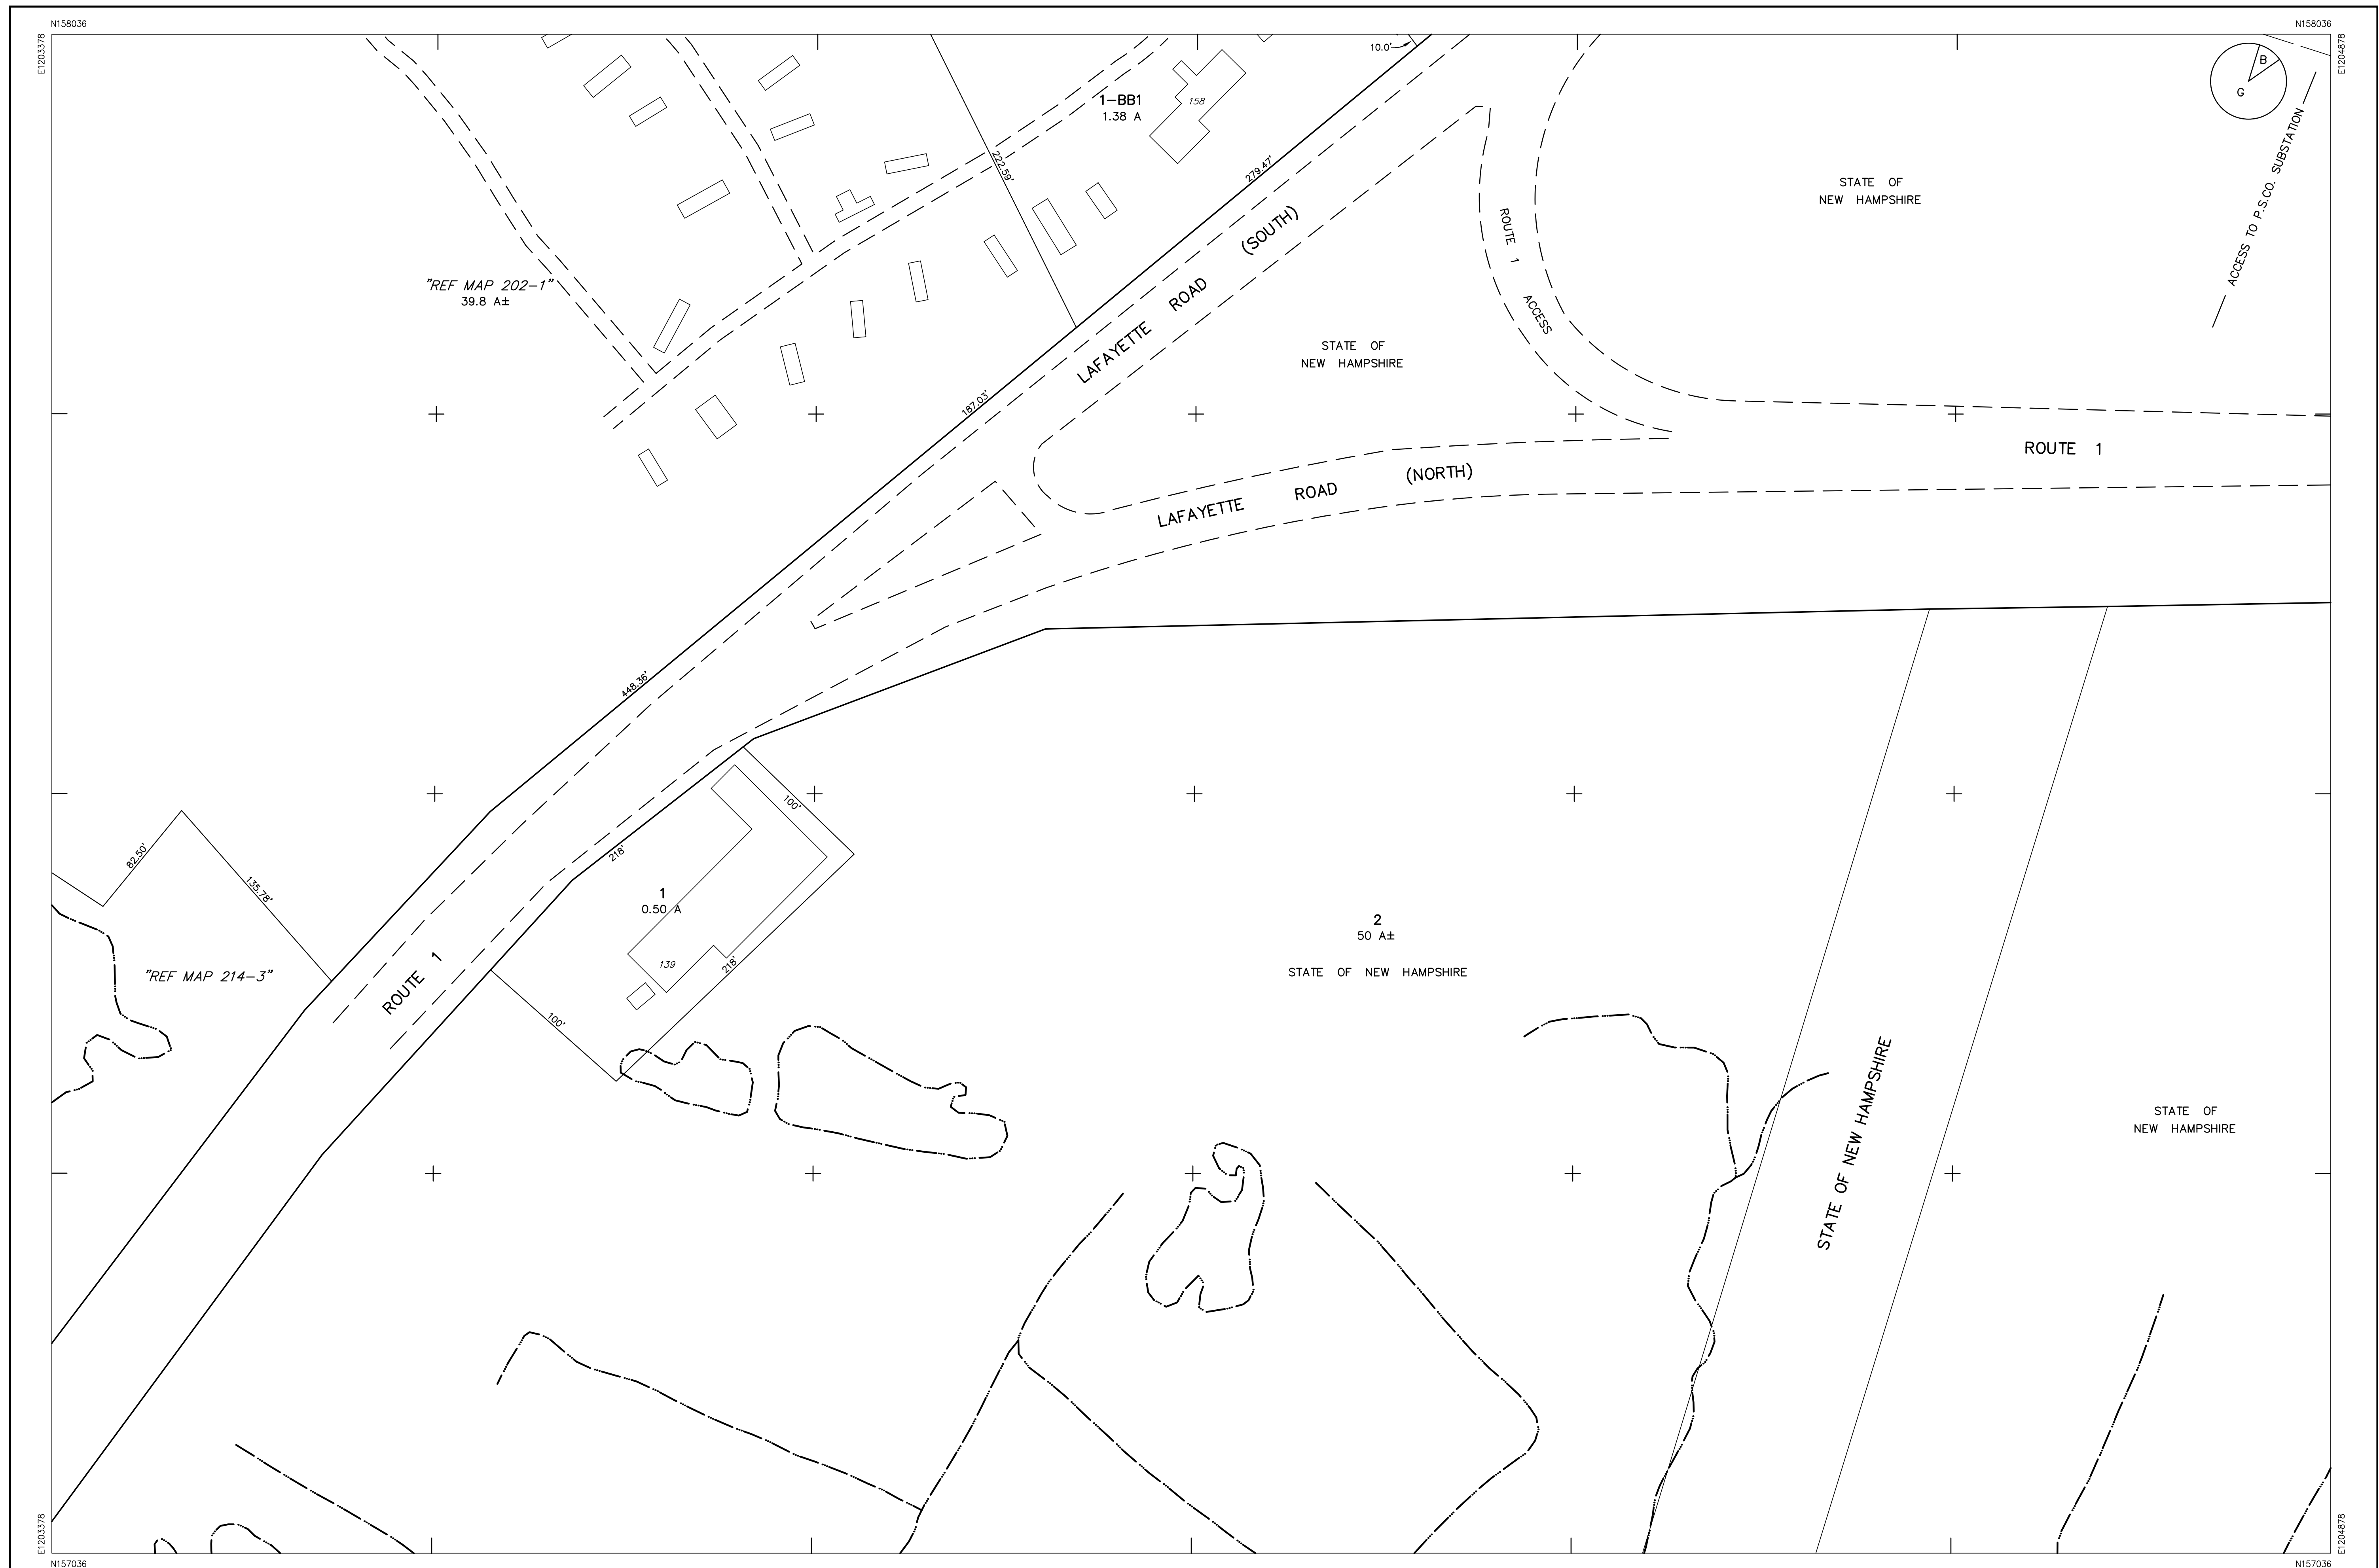 N158036
N158036
E1203378
E1204878
10.0'
B
G
1-BB1
1.38 A
158
222.59'
279.47'
STATE OF
NEW HAMPSHIRE
ACCESS TO P.S.CO. SUBSTATION
LAFAYETTE ROAD (SOUTH)
ROUTE 1 ACCESS
"REF MAP 202-1"
39.8 A±
STATE OF
NEW HAMPSHIRE
187.03'
ROUTE 1
LAFAYETTE ROAD (NORTH)
448.36'
100'
82.50'
218'
135.78'
1
0.50 A
2
50 A±
STATE OF NEW HAMPSHIRE
139
218'
"REF MAP 214-3"
ROUTE 1
100'
STATE OF NEW HAMPSHIRE
STATE OF
NEW HAMPSHIRE
E1203378
E1204878
N157036
N157036